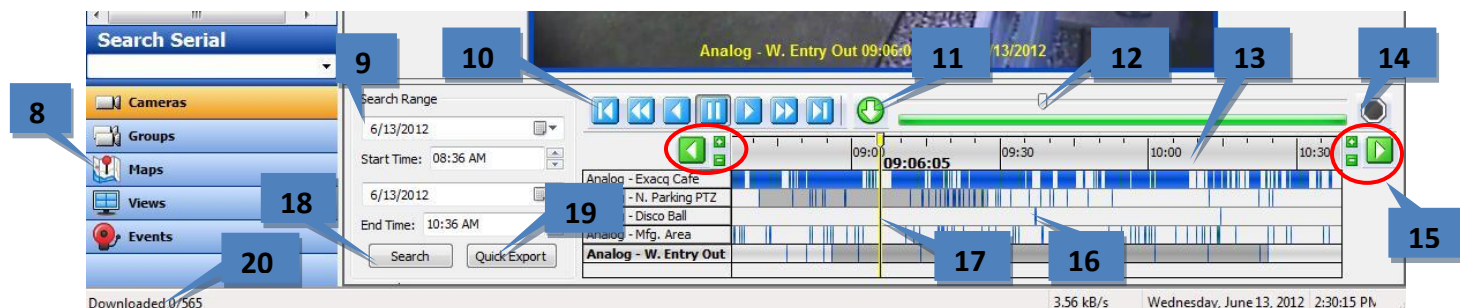 Search Serial
Analog - W. Entry Out 09:06:0
13/2012
9
10
11
12
13
14
8
Cameras
Groups
Maps
Views
Events
Search Range
6/13/2012
Start Time: 08:36 AM
6/13/2012
End Time: 10:36 AM
Search
Quick Export
18
19
20
09:0
09:06:05
09:30
10:00
10:30
Analog - Exacq Cafe
- N. Parking PTZ
- Disco Ball
Analog - Mfg. Area
Analog - W. Entry Out
17
16
15
Downloaded 0/565
3.56 kB/s
Wednesday, June 13, 2012
2:30:15 PM